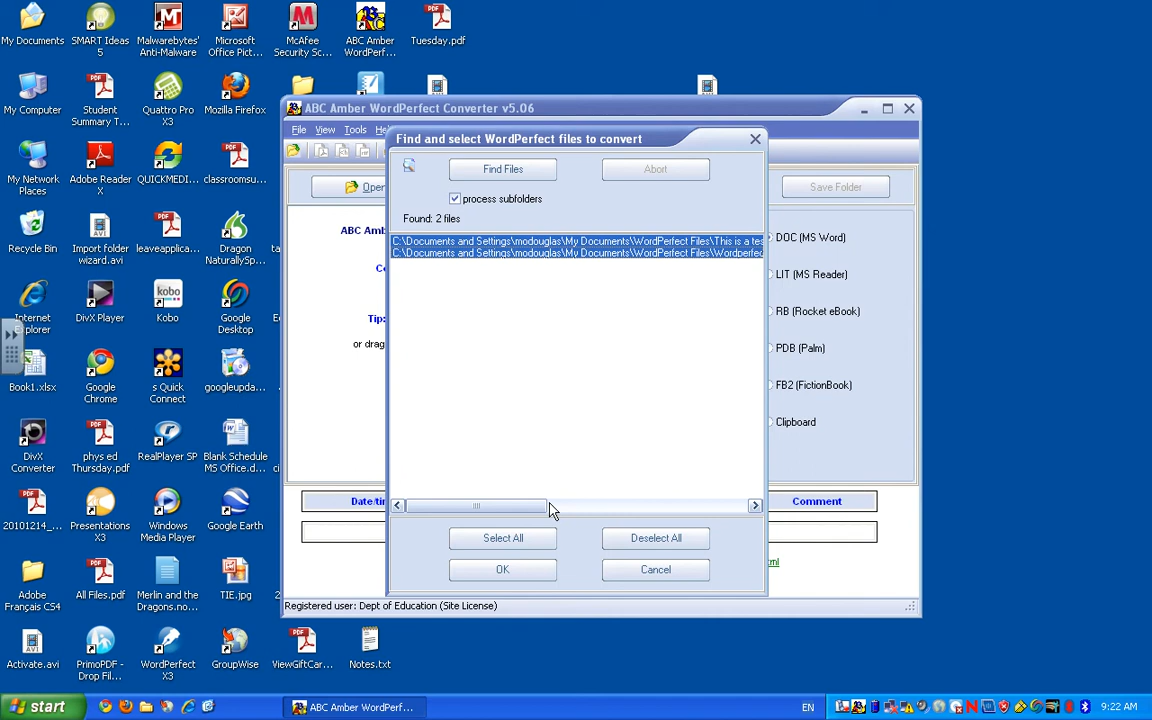 My Documents
SMART Ideas 5
Malwarebytes' Anti-Malware
Microsoft Office Pict...
McAfee Security Sc...
ABC Amber WordPerf...
Tuesday.pdf
My Computer
Student Summary T...
Quattro Pro X3
Mozilla Firefox
ABC Amber WordPerfect Converter v5.06
File View Tools He
Find and select WordPerfect files to convert
Find Files
Abort
process subfolders
Found: 2 files
Open
Save Folder
My Network Places
Adobe Reader X
QUICKMEDI...
classroomsu...
C:\Documents and Settings\modouglas\My Documents\WordPerfect Files\This is a tes
C:\Documents and Settings\modouglas\My Documents\WordPerfect Files\Wordperfec
ABC Amb
DOC (MS Word)
LIT (MS Reader)
RB (Rocket eBook)
PDB (Palm)
FB2 (FictionBook)
Clipboard
Tip:
or drag
Recycle Bin
Import folder wizard.avi
leaveapplica...
Dragon NaturallySp...
Internet Explorer
DivX Player
Kobo
Google Desktop
Book1.xlsx
Google Chrome
s Quick Connect
googleupda...
DivX Converter
phys ed Thursday.pdf
RealPlayer SP
Blank Schedule MS Office.d...
Date/tim
Comment
Select All
Deselect All
OK
Cancel
html
Registered user: Dept of Education (Site License)
20101214_...
Presentations X3
Windows Media Player
Google Earth
Adobe Français CS4
All Files.pdf
Merlin and the Dragons.no...
TIE.jpg
Activate.avi
PrimoPDF - Drop File...
WordPerfect X3
GroupWise
ViewGiftCar...
Notes.txt
start
ABC Amber WordPerf...
EN
9:22 AM